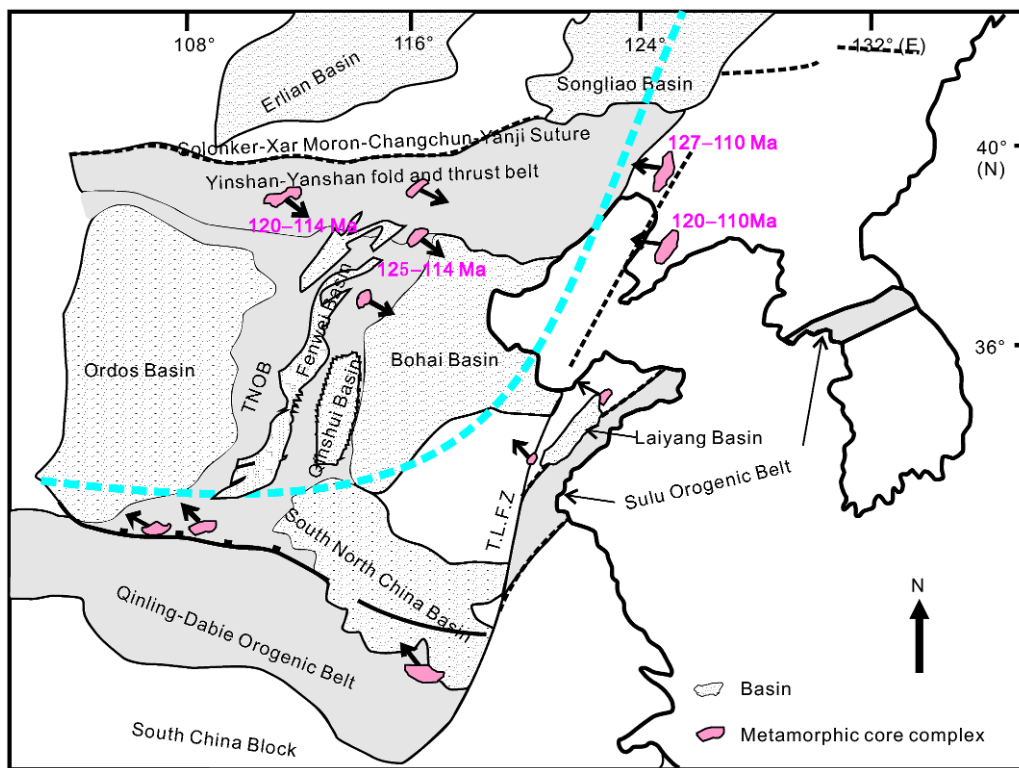 108°
116°
124°
132° (E)
Erlian Basin
Songliao Basin
Solonker-Xar Moron-Changchun-Yanji Suture
127–110 Ma
40°
(N)
Yinshan-Yanshan fold and thrust belt
120–114 Ma
120–110Ma
125–114 Ma
Fenwei Basin
36°
Ordos Basin
TNOB
Qinshui Basin
Bohai Basin
Laiyang Basin
Sulu Orogenic Belt
T.L.F.Z
South North China Basin
Qinling-Dabie Orogenic Belt
N
Basin
South China Block
Metamorphic core complex